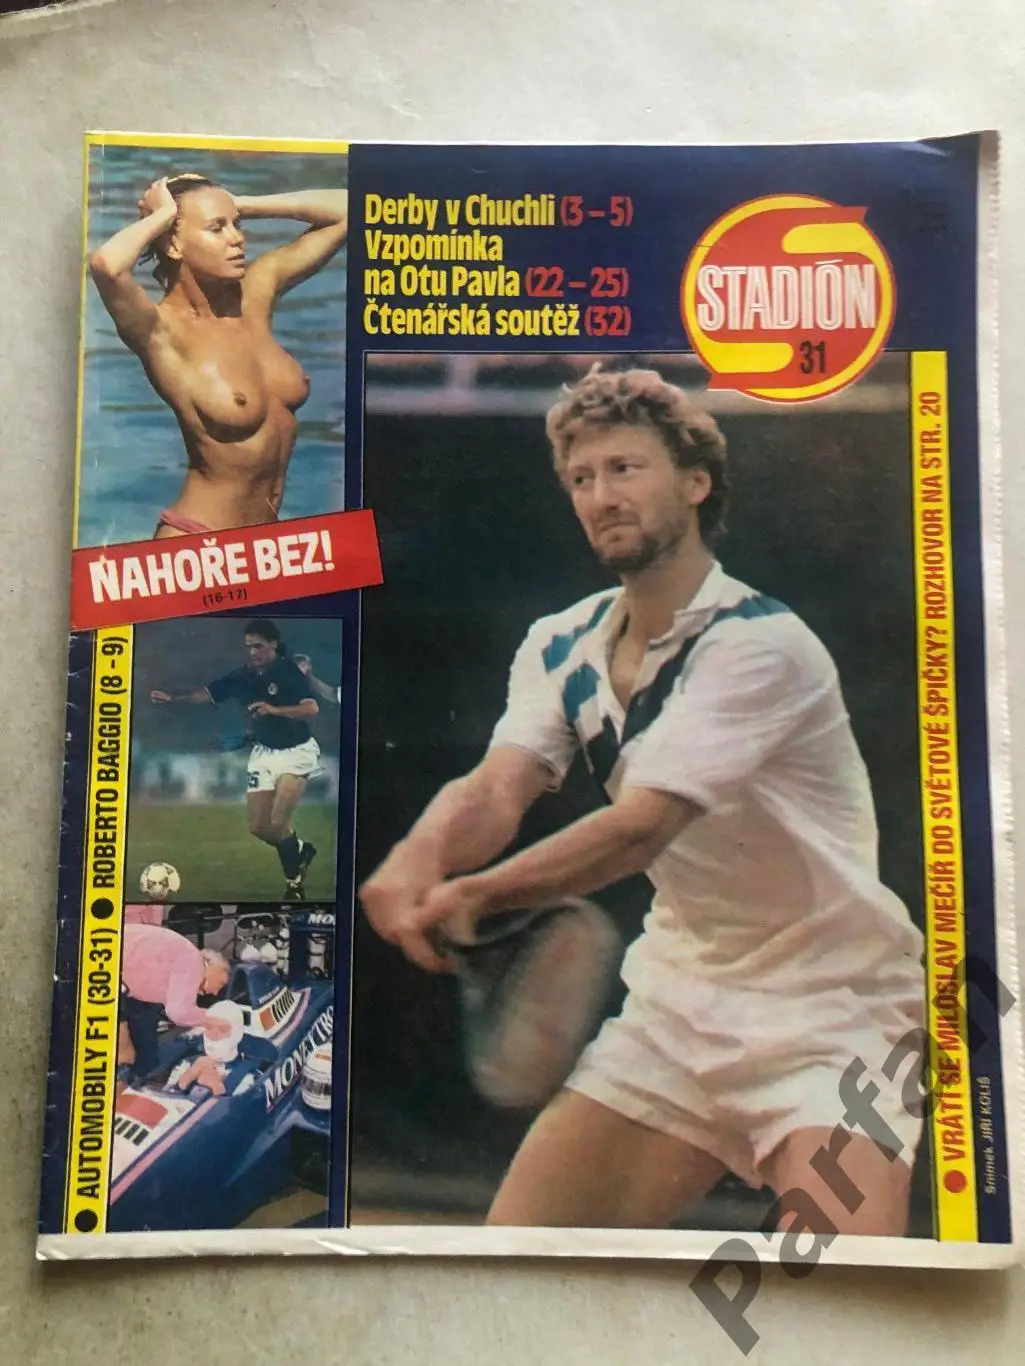 Derby v Chuchli (3 – 5)
Vzpomínka
na Otu Pavla (22 – 25)
Čtenářská soutěž (32)
STADIÓN
31
NAHOŘE BEZ!
(16-17)
● AUTOMOBILY F1 (30-31) ● ROBERTO BAGGIO (8 - 9)
● VRÁTÍ SE MILOSLAV MEČÍŘ DO SVĚTOVÉ ŠPIČKY? ROZHOVOR NA STR. 20
Snímek JIŘÍ KOLIŠ
MONEYTRO
Parfan